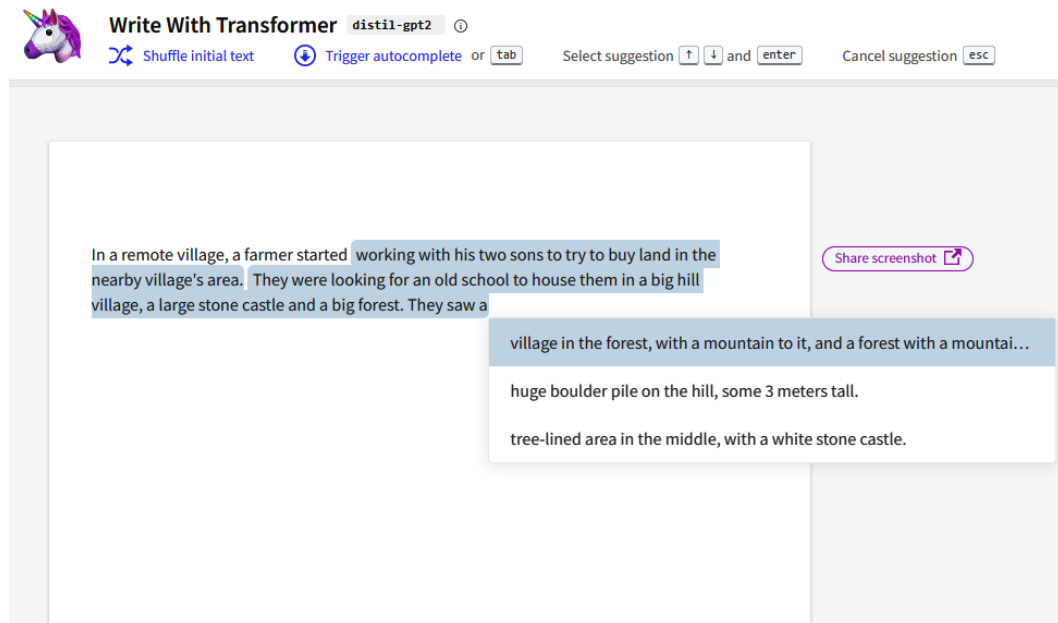 Write With Transformer distil-gpt2
Shuffle initial text Trigger autocomplete or tab Select suggestion ↑ ↓ and enter Cancel suggestion esc
In a remote village, a farmer started working with his two sons to try to buy land in the
nearby village's area. They were looking for an old school to house them in a big hill
village, a large stone castle and a big forest. They saw a
Share screenshot
village in the forest, with a mountain to it, and a forest with a mountai...
huge boulder pile on the hill, some 3 meters tall.
tree-lined area in the middle, with a white stone castle.